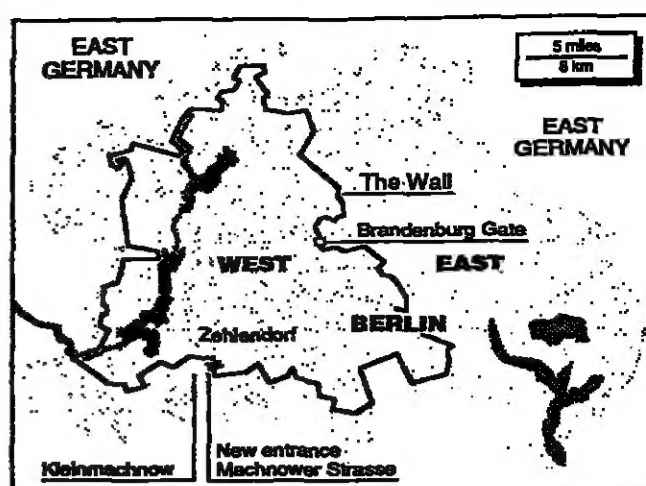 EAST
GERMANY
5 miles
8 km
EAST
GERMANY
The Wall
Brandenburg Gate
WEST
EAST
BERLIN
Zehlendorf
Kleinmachnow
New entrance
Machnower Strasse